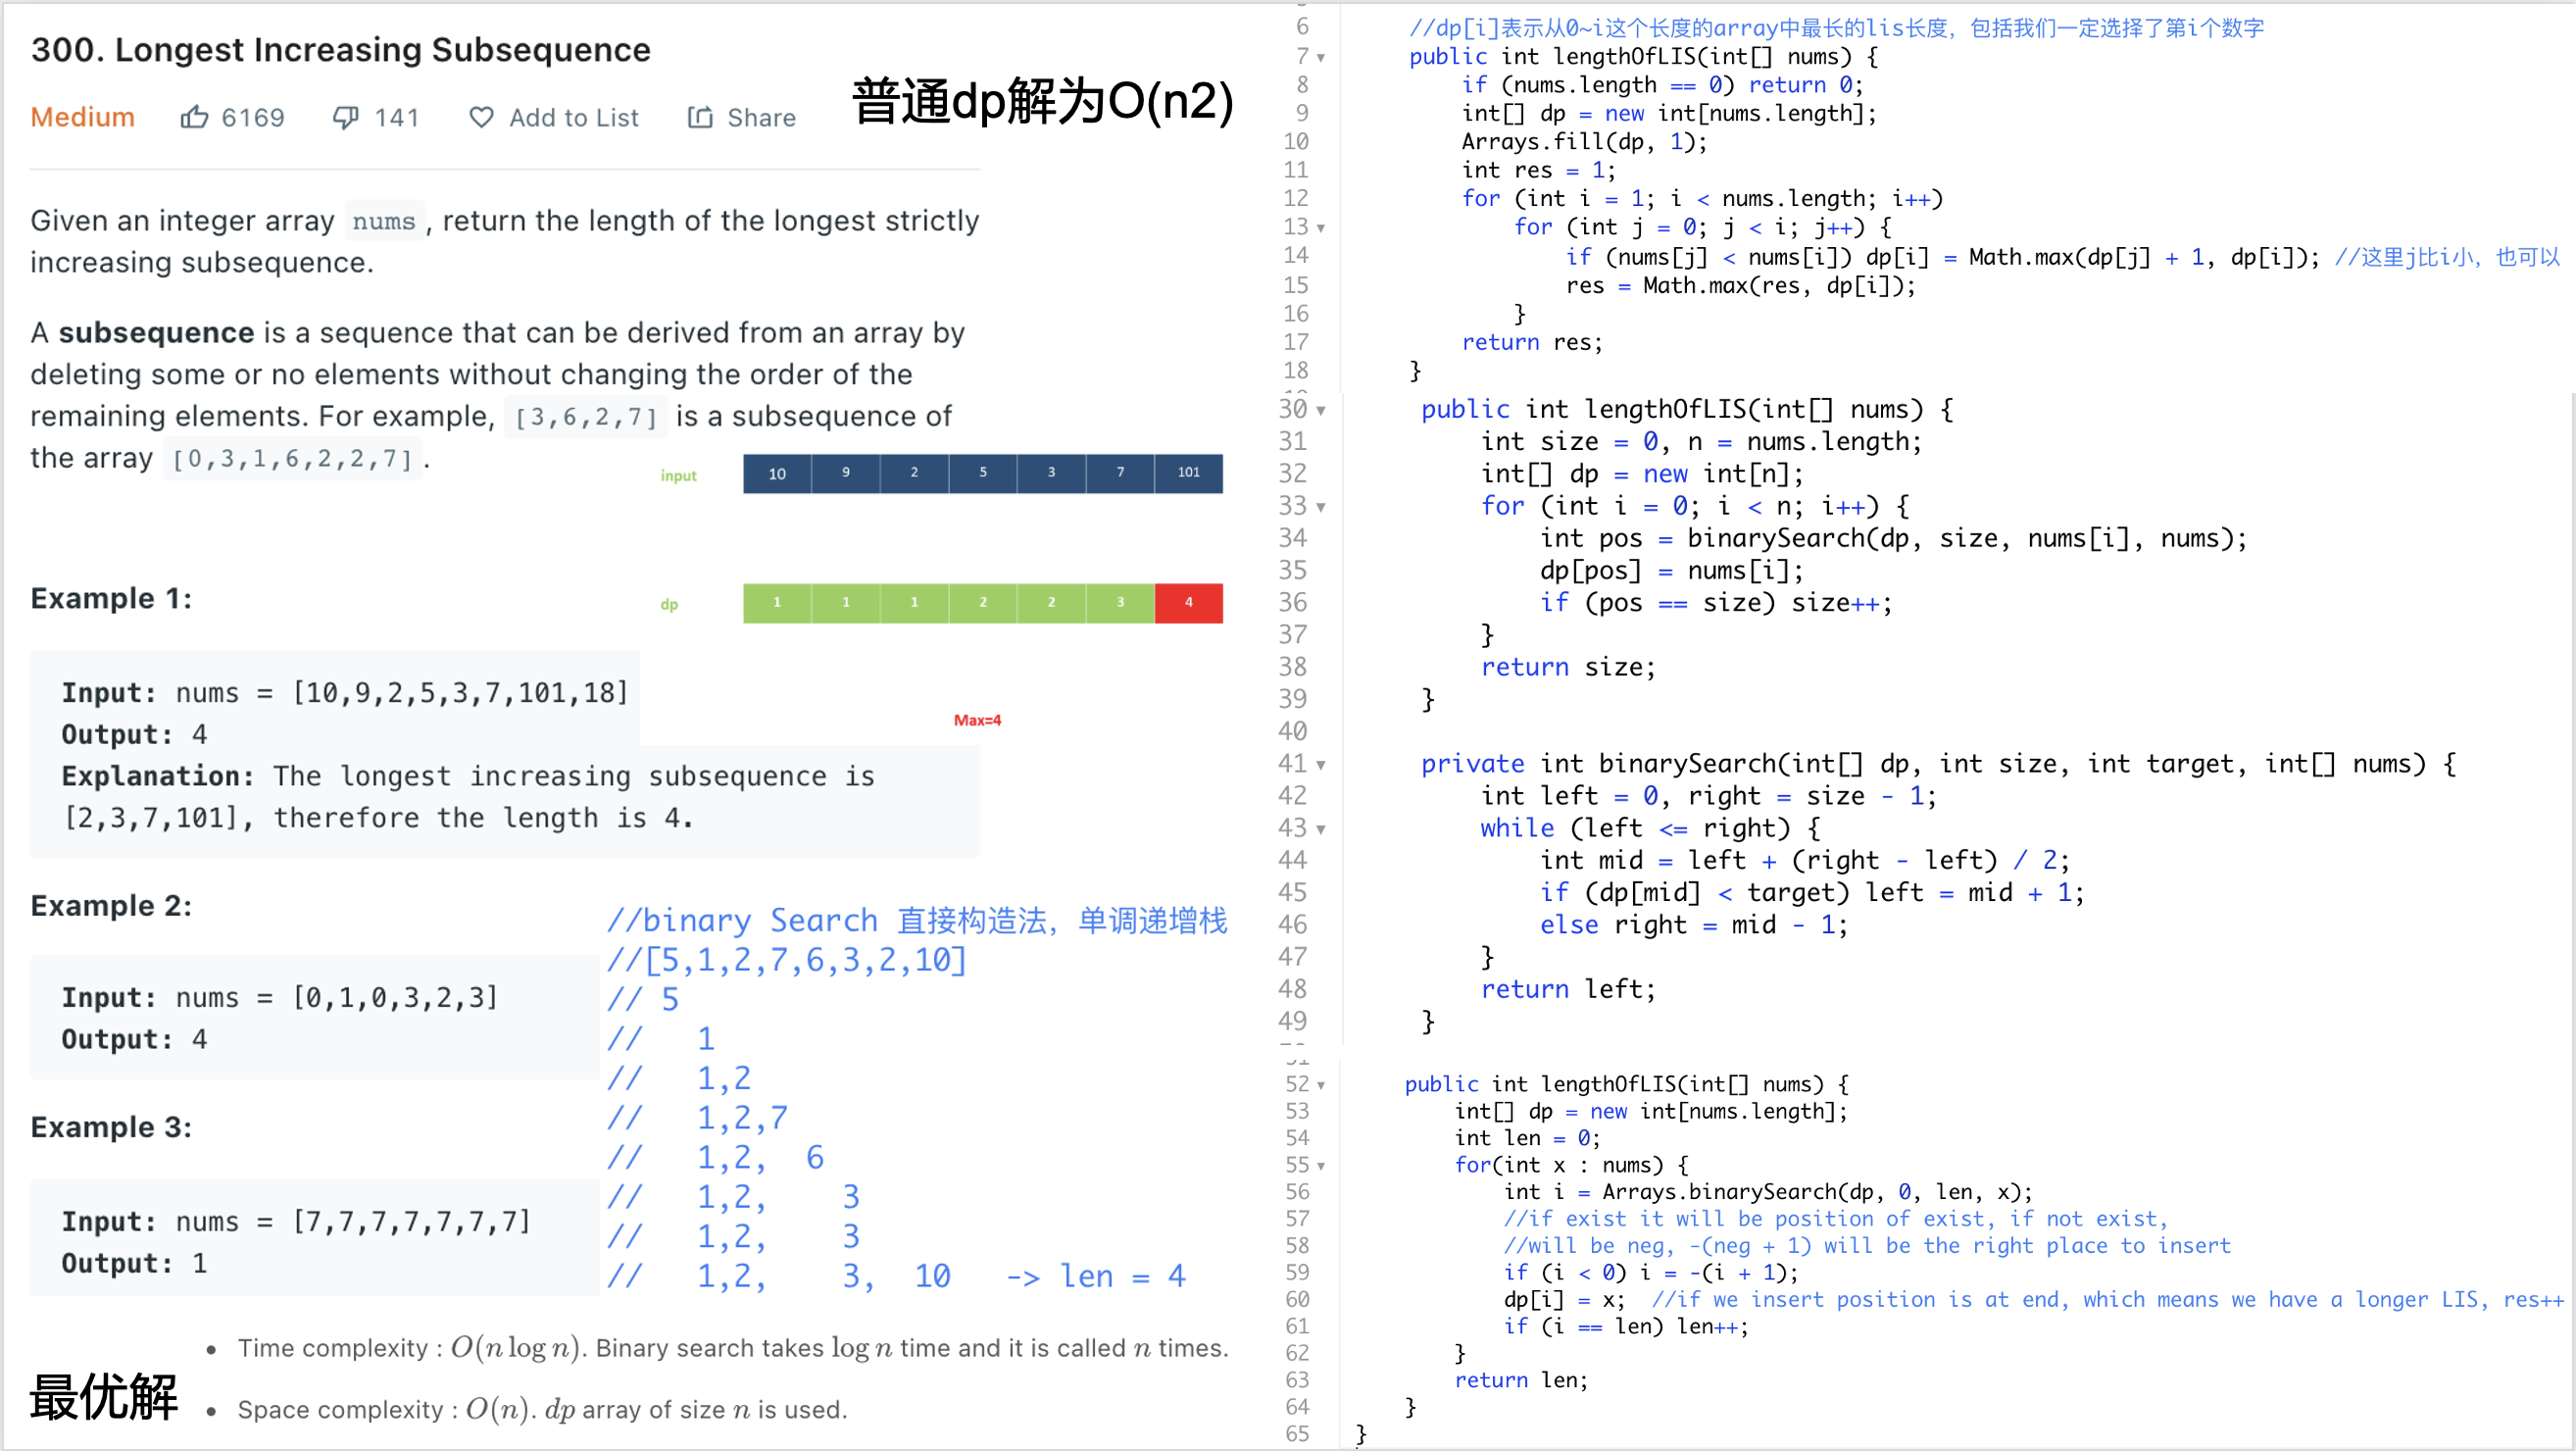 300. Longest Increasing Subsequence
Medium 6169 141 Add to List Share
普通dp解为O(n2)
Given an integer array nums, return the length of the longest strictly
increasing subsequence.
A subsequence is a sequence that can be derived from an array by
deleting some or no elements without changing the order of the
remaining elements. For example, [3,6,2,7] is a subsequence of
the array [0,3,1,6,2,2,7].
input 10 9 2 5 3 7 101
dp 1 1 1 2 2 3 4
Max=4
Example 1:
Input: nums = [10,9,2,5,3,7,101,18]
Output: 4
Explanation: The longest increasing subsequence is
[2,3,7,101], therefore the length is 4.
Example 2:
Input: nums = [0,1,0,3,2,3]
Output: 4
Example 3:
Input: nums = [7,7,7,7,7,7,7]
Output: 1
//binary Search 直接构造法，单调递增栈
//[5,1,2,7,6,3,2,10]
// 5
//   1
//   1,2
//   1,2,7
//   1,2,  6
//   1,2,    3
//   1,2,    3
//   1,2,    3,  10   -> len = 4
最优解
• Time complexity : O(n log n). Binary search takes log n time and it is called n times.
• Space complexity : O(n). dp array of size n is used.
6 //dp[i]表示从0~i这个长度的array中最长的lis长度，包括我们一定选择了第i个数字
7 public int lengthOfLIS(int[] nums) {
8 if (nums.length == 0) return 0;
9 int[] dp = new int[nums.length];
10 Arrays.fill(dp, 1);
11 int res = 1;
12 for (int i = 1; i < nums.length; i++)
13 for (int j = 0; j < i; j++) {
14 if (nums[j] < nums[i]) dp[i] = Math.max(dp[j] + 1, dp[i]); //这里j比i小，也可以
15 res = Math.max(res, dp[i]);
16 }
17 return res;
18 }
30 public int lengthOfLIS(int[] nums) {
31 int size = 0, n = nums.length;
32 int[] dp = new int[n];
33 for (int i = 0; i < n; i++) {
34 int pos = binarySearch(dp, size, nums[i], nums);
35 dp[pos] = nums[i];
36 if (pos == size) size++;
37 }
38 return size;
39 }
40
41 private int binarySearch(int[] dp, int size, int target, int[] nums) {
42 int left = 0, right = size - 1;
43 while (left <= right) {
44 int mid = left + (right - left) / 2;
45 if (dp[mid] < target) left = mid + 1;
46 else right = mid - 1;
47 }
48 return left;
49 }
52 public int lengthOfLIS(int[] nums) {
53 int[] dp = new int[nums.length];
54 int len = 0;
55 for(int x : nums) {
56 int i = Arrays.binarySearch(dp, 0, len, x);
57 //if exist it will be position of exist, if not exist,
58 //will be neg, -(neg + 1) will be the right place to insert
59 if (i < 0) i = -(i + 1);
60 dp[i] = x;  //if we insert position is at end, which means we have a longer LIS, res++
61 if (i == len) len++;
62 }
63 return len;
64 }
65 }